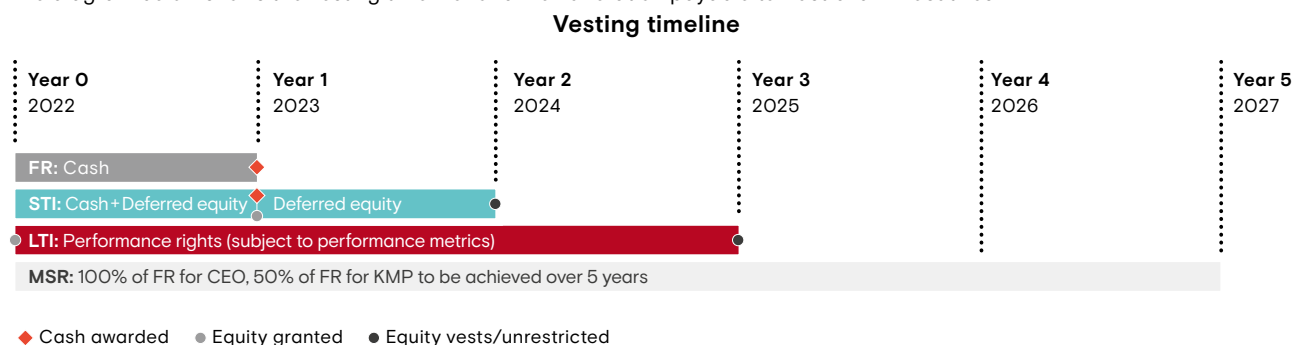 Vesting timeline
Year 0 Year 1 Year 2 Year 3 Year 4 Year 5
2022 2023 2024 2025 2026 2027
FR: Cash
STI: Cash+Deferred equity Deferred equity
LTI: Performance rights (subject to performance metrics)
MSR: 100% of FR for CEO, 50% of FR for KMP to be achieved over 5 years
Cash awarded Equity granted Equity vests/unrestricted